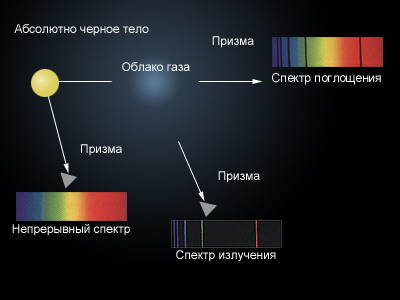 Абсолютно черное тело
Призма
Облако газа
Спектр поглощения
Призма
Призма
Непрерывный спектр
Спектр излучения